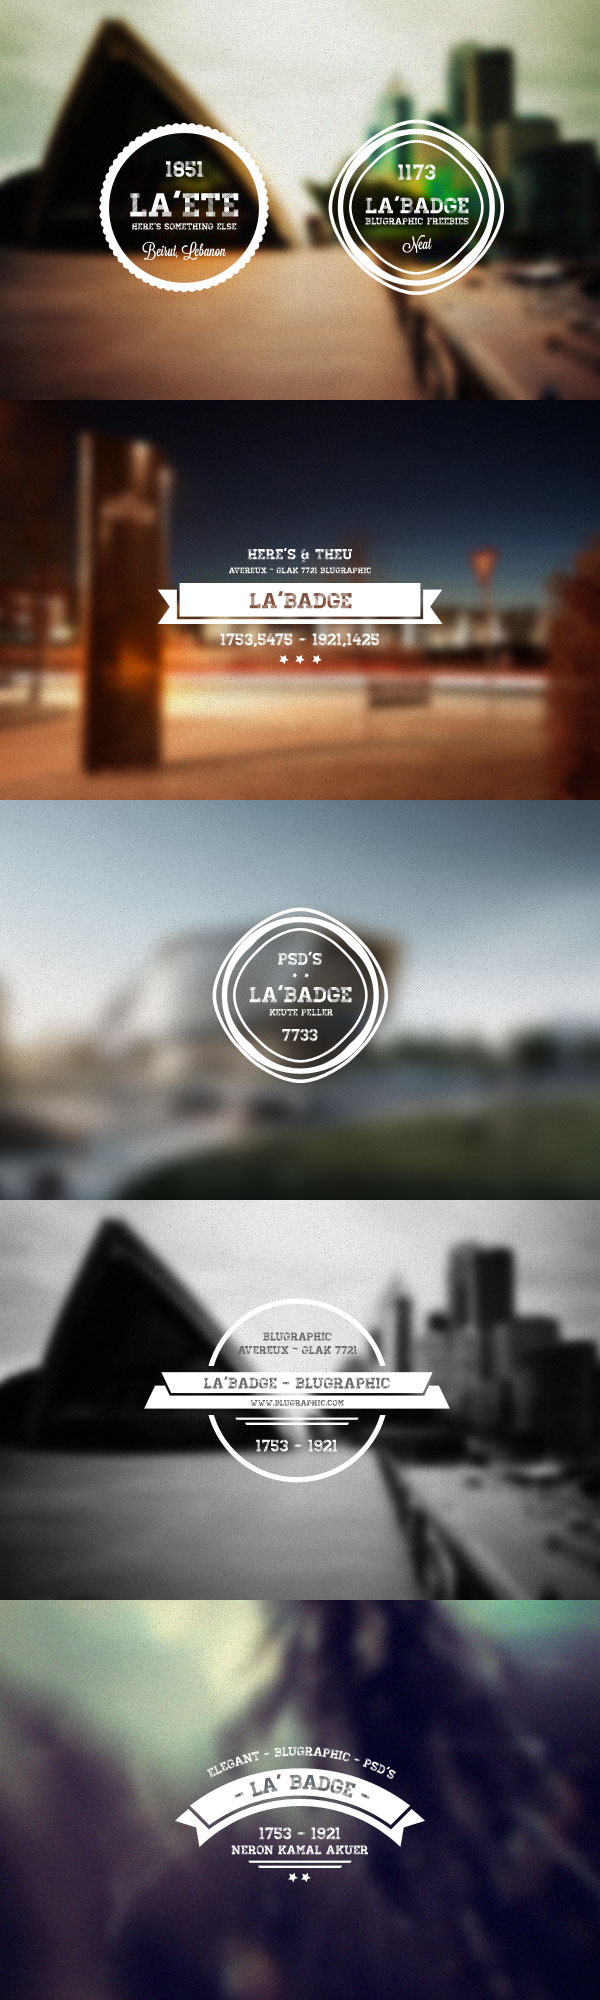 1851
LA'ETE
HERE'S SOMETHING ELSE
Beirut, Lebanon
1173
LA'BADGE
BLUGRAPHIC FREEBIES
Neat
HERE'S & THEU
AVEREUX - GLAK 7721 BLUGRAPHIC
LA'BADGE
1753,5475 - 1921,1425
PSD'S
LA'BADGE
KEUTE PELLER
7733
BLUGRAPHIC
AVEREUX - GLAK 7721
LA'BADGE - BLUGRAPHIC
WWW.BLUGRAPHIC.COM
1753 - 1921
ELEGANT - BLUGRAPHIC - PSD'S
- LA' BADGE -
1753 - 1921
NERON KAMAL AKUER